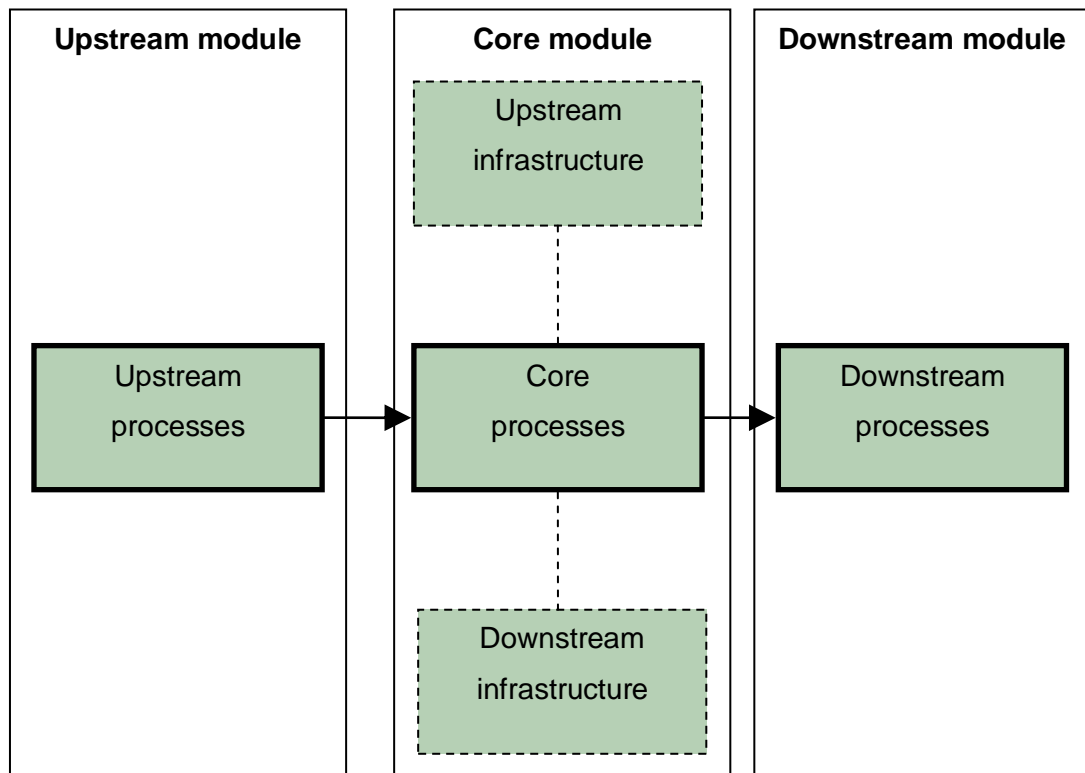 Upstream module
Core module
Downstream module
Upstream
infrastructure
Upstream
processes
Core
processes
Downstream
processes
Downstream
infrastructure